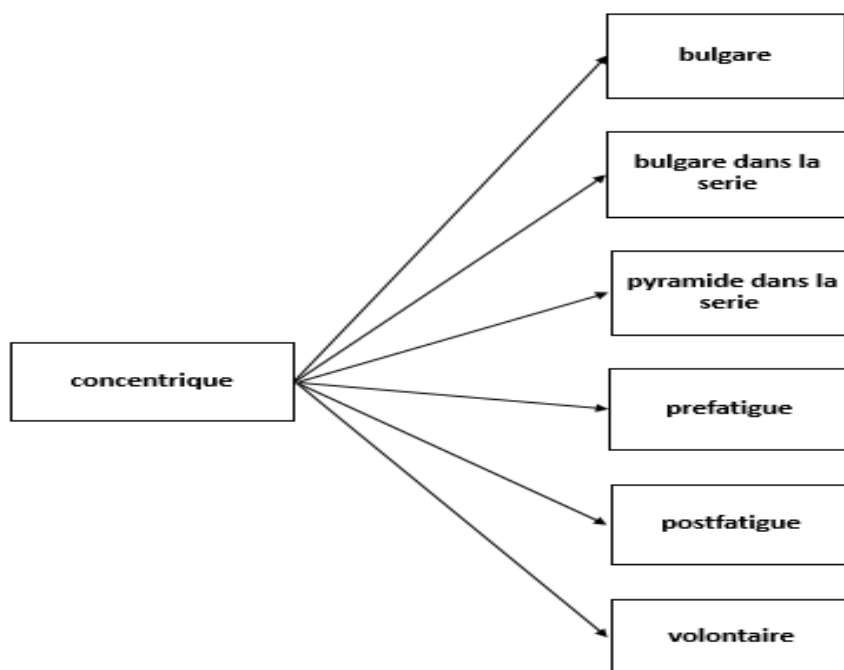 bulgare
bulgare dans la
serie
pyramide dans la
serie
concentrique
prefatigue
postfatigue
volontaire